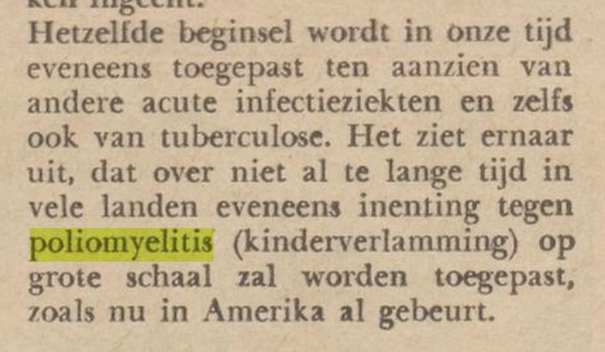 ken ingeënt.
Hetzelfde beginsel wordt in onze tijd
eveneens toegepast ten aanzien van
andere acute infectieziekten en zelfs
ook van tuberculose. Het ziet ernaar
uit, dat over niet al te lange tijd in
vele landen eveneens inenting tegen
poliomyelitis (kinderverlamming) op
grote schaal zal worden toegepast,
zoals nu in Amerika al gebeurt.